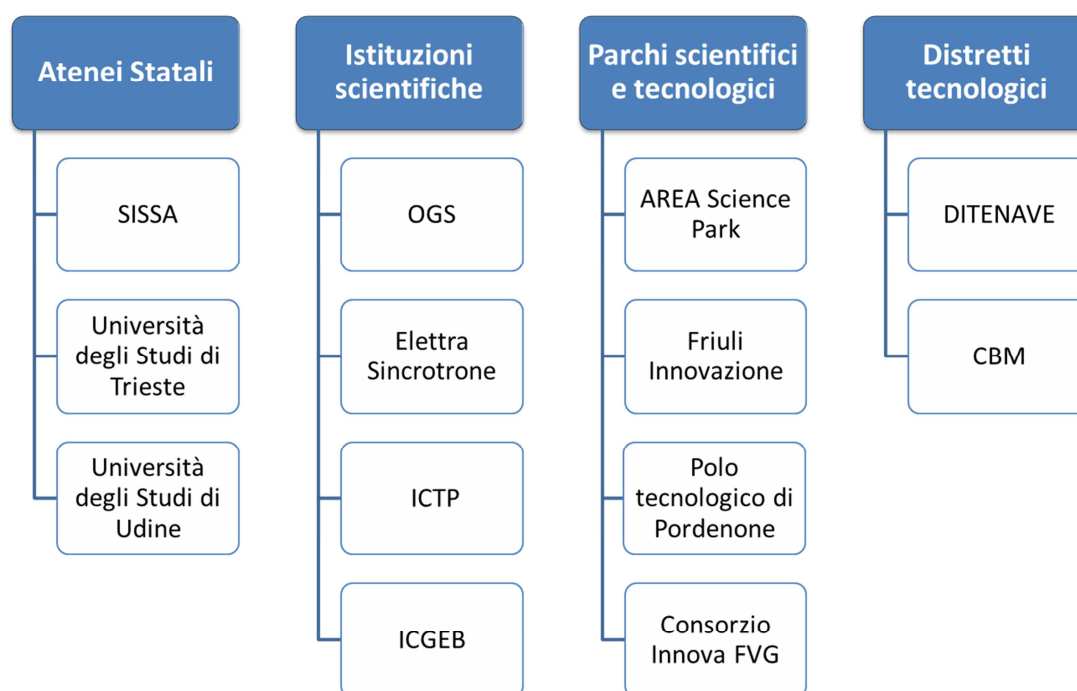 Atenei Statali
SISSA
Università
degli Studi di
Trieste
Università
degli Studi di
Udine
Istituzioni
scientifiche
OGS
Elettra
Sincrotrone
ICTP
ICGEB
Parchi scientifici
e tecnologici
AREA Science
Park
Friuli
Innovazione
Polo
tecnologico di
Pordenone
Consorzio
Innova FVG
Distretti
tecnologici
DITENAVE
CBM